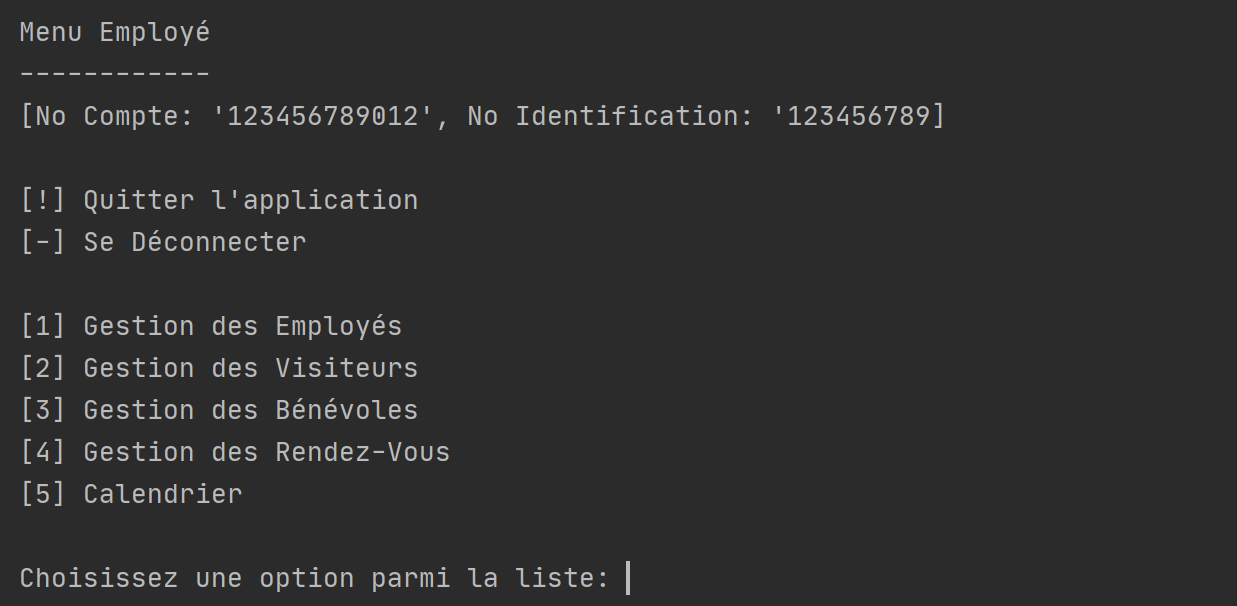 Menu Employé
------------
[No Compte: '123456789012', No Identification: '123456789]
[!] Quitter l'application
[-] Se Déconnecter
[1] Gestion des Employés
[2] Gestion des Visiteurs
[3] Gestion des Bénévoles
[4] Gestion des Rendez-Vous
[5] Calendrier
Choisissez une option parmi la liste: